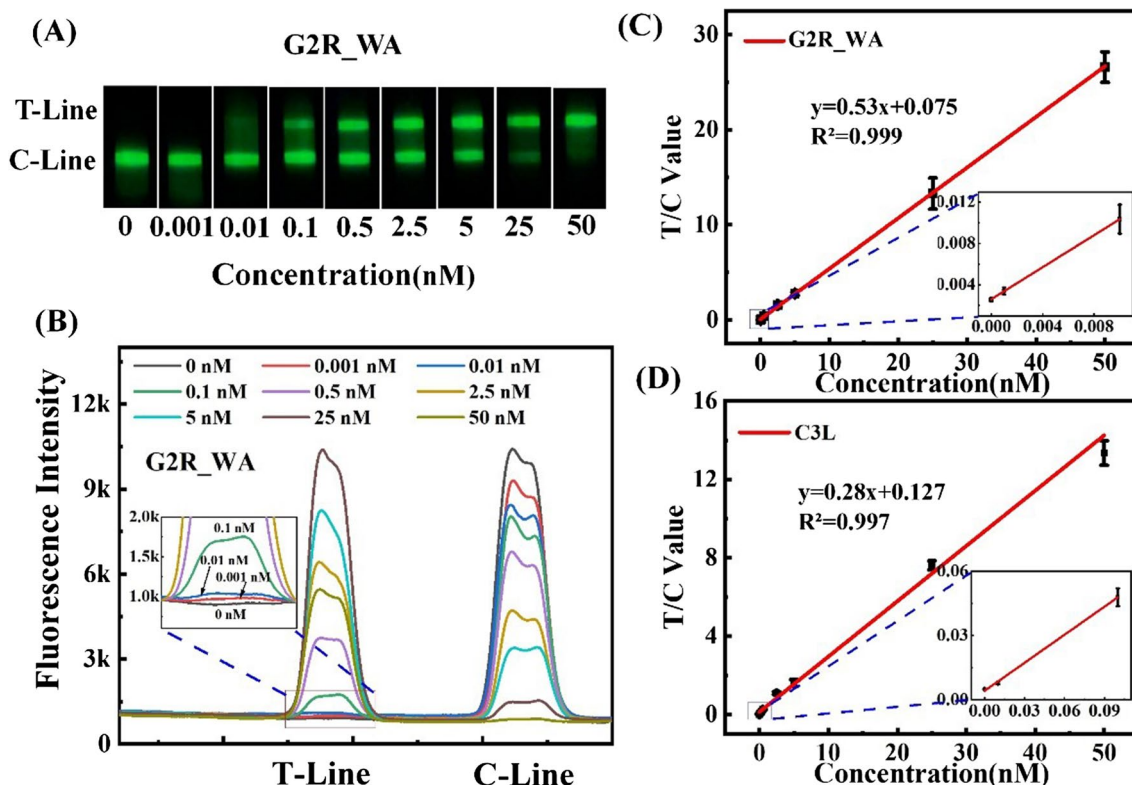 (A)
G2R_WA
T-Line
C-Line
0 0.001 0.01 0.1 0.5 2.5 5 25 50
Concentration(nM)
(B)
0 nM 0.001 nM 0.01 nM
0.1 nM 0.5 nM 2.5 nM
5 nM 25 nM 50 nM
G2R_WA
Fluorescence Intensity
12k
9k
6k
3k
0
2.0k
1.5k
1.0k
0.1 nM
0.01 nM
0.001 nM
0 nM
T-Line C-Line
(C)
G2R_WA
y=0.53x+0.075
R²=0.999
T/C Value
30
20
10
0
0.012
0.008
0.004
0.000 0.004 0.008
0 10 20 30 40 50
Concentration(nM)
(D)
C3L
y=0.28x+0.127
R²=0.997
T/C Value
16
12
8
4
0
0.06
0.03
0.00
0.00 0.03 0.06 0.09
0 10 20 30 40 50
Concentration(nM)